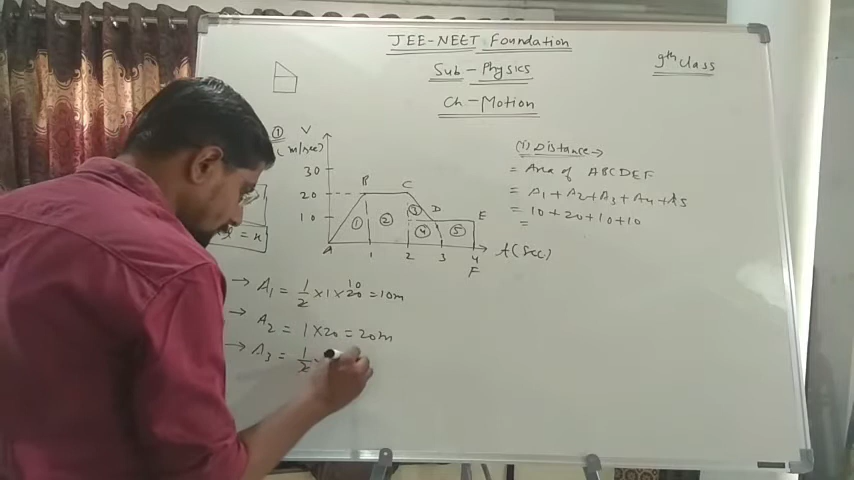 JEE-NEET Foundation
Sub - Physics
9th Class
Ch - Motion
① V
(m/sec)
30
20
10
B C
D
E
A
① ② ③ ④ ⑤
1 2 3 4
F
t (Sec)
(i) Distance →
= Area of ABCDEF
= A1 + A2 + A3 + A4 + A5
= 10 + 20 + 10 + 10
=
= x
→ A1 = 1/2 × 1 × 20 10 = 10m
→ A2 = 1 × 20 = 20m
→ A3 = 1/2